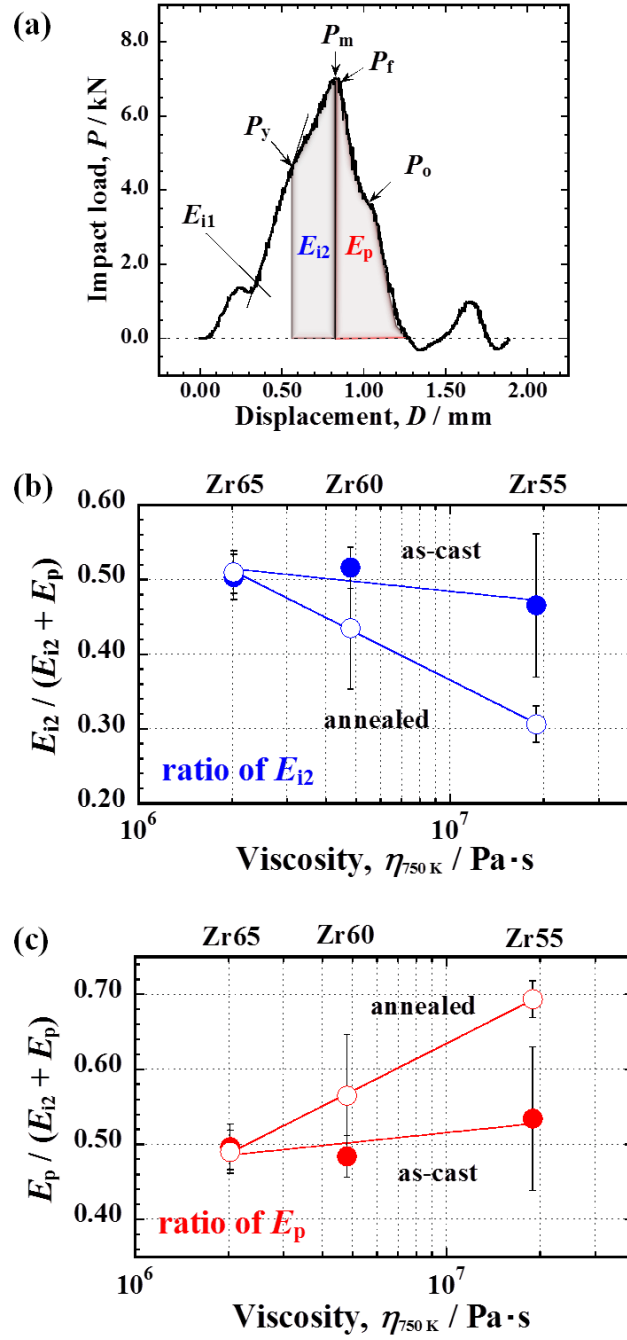 (a)
8.0
6.0
4.0
2.0
0.0
Impact load, P / kN
Pm
Pf
Py
Po
Ei1
Ei2
Ep
0.00 0.50 1.00 1.50 2.00
Displacement, D / mm
(b)
Zr65 Zr60 Zr55
0.60
0.50
0.40
0.30
0.20
Ei2 / (Ei2 + Ep)
as-cast
annealed
ratio of Ei2
10^6 10^7
Viscosity, η750 K / Pa·s
(c)
Zr65 Zr60 Zr55
0.70
0.60
0.50
0.40
Ep / (Ei2 + Ep)
annealed
as-cast
ratio of Ep
10^6 10^7
Viscosity, η750 K / Pa·s